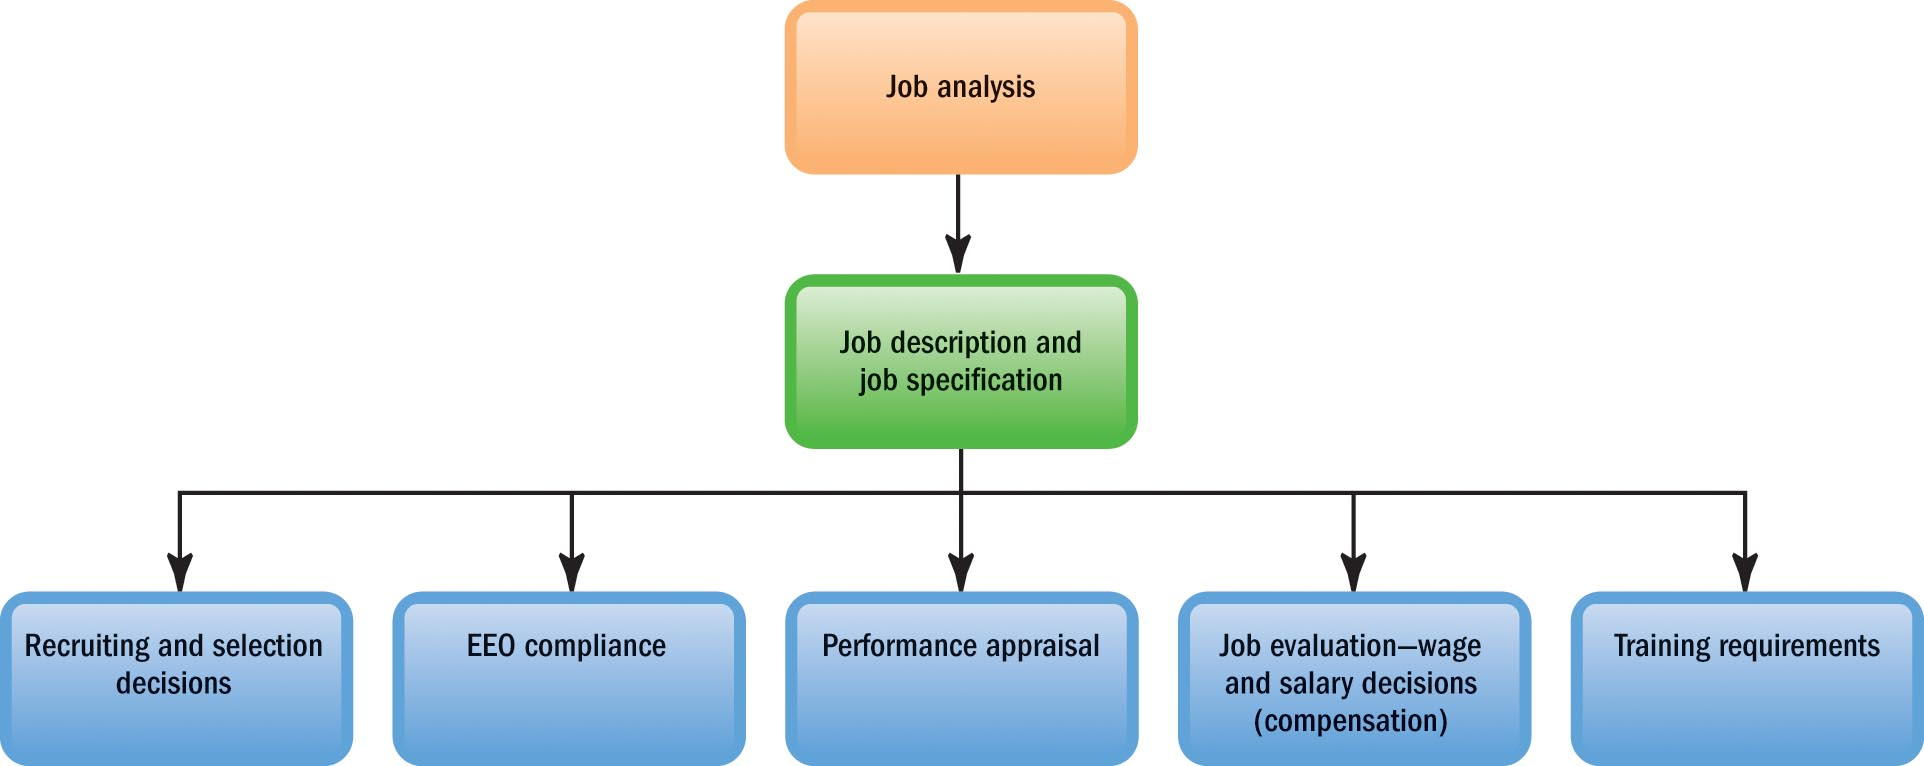 Job analysis
Job description and
job specification
Recruiting and selection
decisions
EEO compliance
Performance appraisal
Job evaluation—wage
and salary decisions
(compensation)
Training requirements